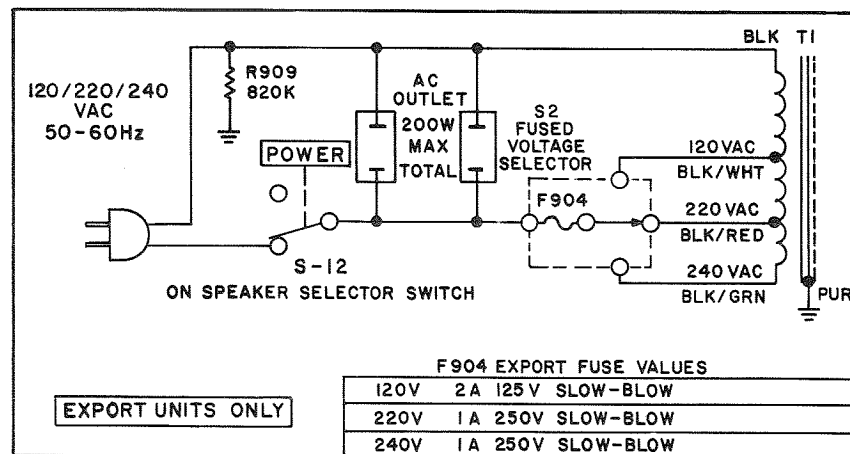 BLK T1
R909
820K
120/220/240
VAC
50-60Hz
AC
OUTLET
200W
MAX
TOTAL
S2
FUSED
VOLTAGE
SELECTOR
POWER
120VAC
BLK/WHT
F904
220VAC
BLK/RED
240VAC
BLK/GRN
PUR
S-12
ON SPEAKER SELECTOR SWITCH
F904 EXPORT FUSE VALUES
120V 2A 125V SLOW-BLOW
220V 1A 250V SLOW-BLOW
240V 1A 250V SLOW-BLOW
EXPORT UNITS ONLY